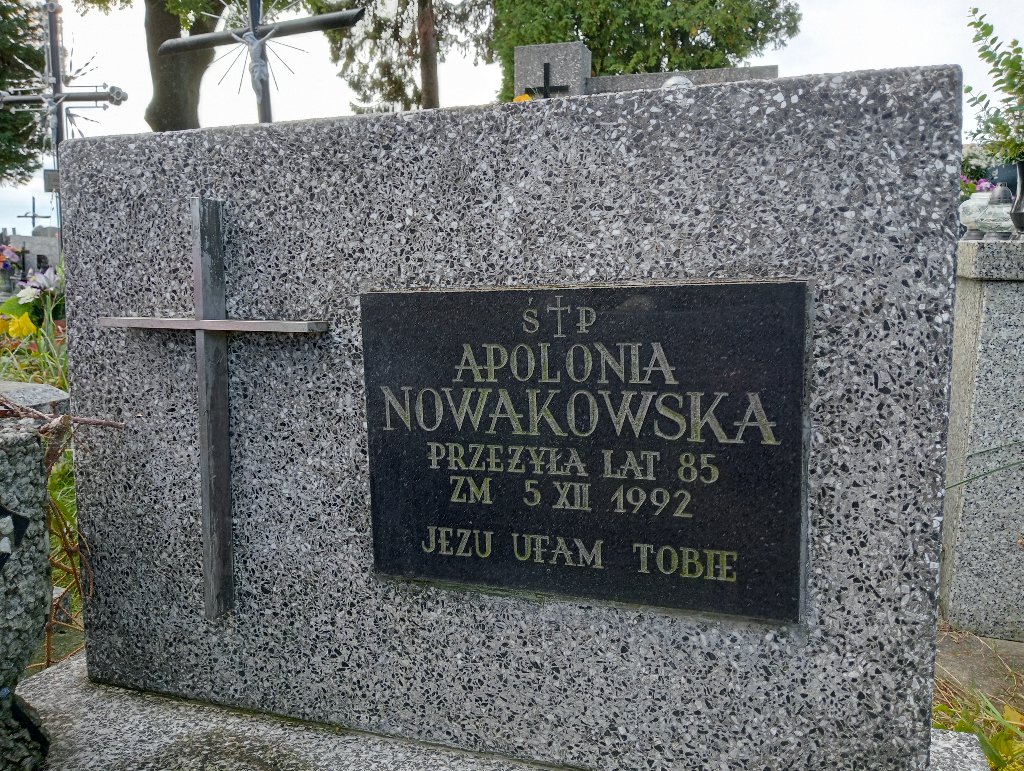 Ś†P
APOLONIA
NOWAKOWSKA
PRZEŻYŁA LAT 85
ZM 5 XII 1992
JEZU UFAM TOBIE